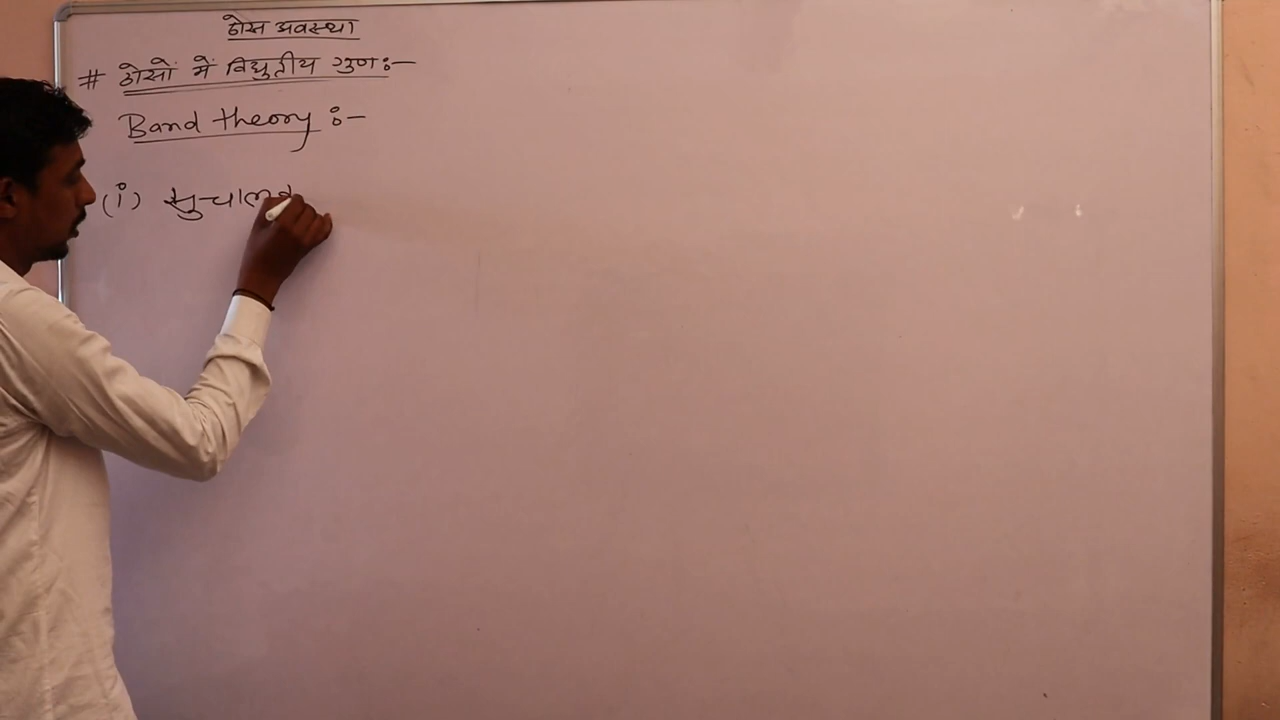 ठोस अवस्था
# ठोसों में विद्युतीय गुण :-
Band theory :-
(i) सुचालक